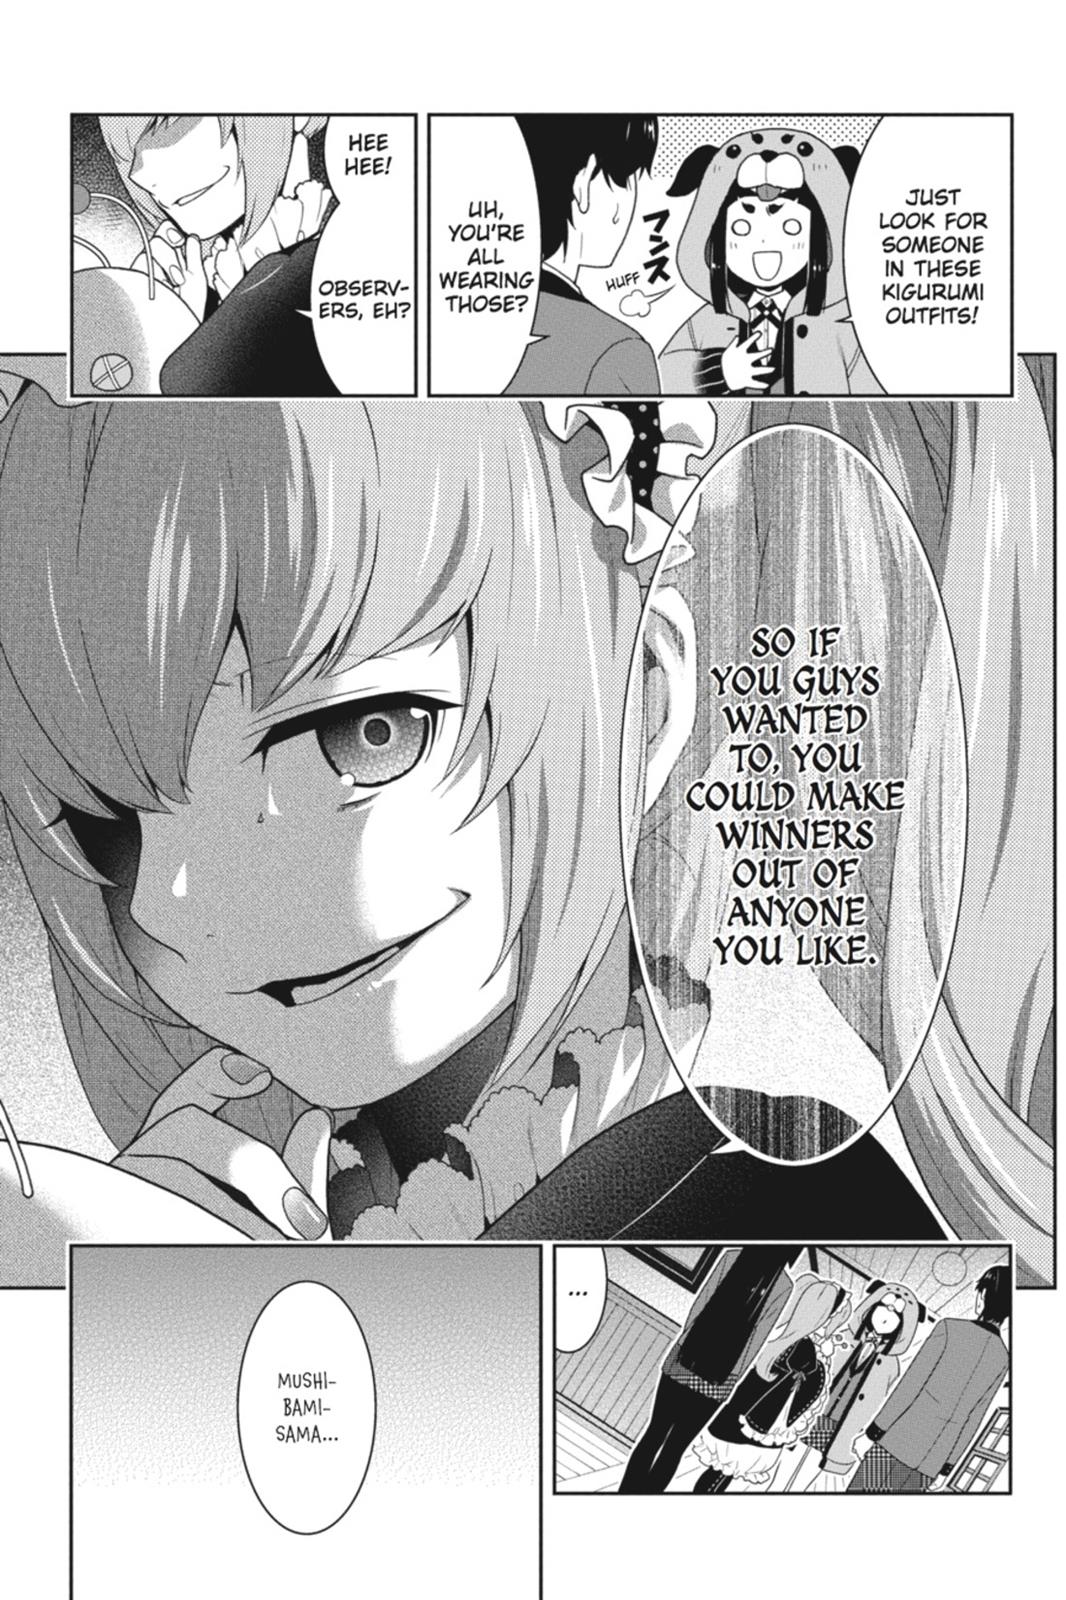 JUST
LOOK FOR
SOMEONE
IN THESE
KIGURUMI
OUTFITS!
フンス
HUFF
UH,
YOU'RE
ALL
WEARING
THOSE?
HEE
HEE!
OBSERV-
ERS, EH?
SO IF
YOU GUYS
WANTED
TO, YOU
COULD MAKE
WINNERS
OUT OF
ANYONE
YOU LIKE.
...
MUSHI-
BAMI-
SAMA...